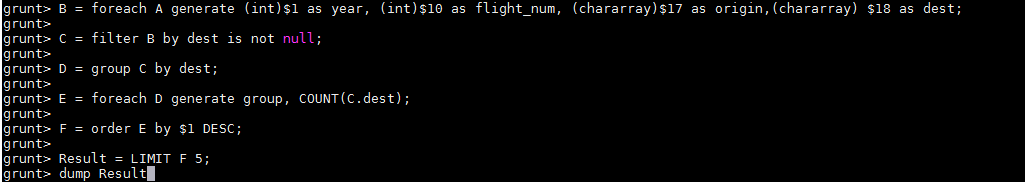 grunt> B = foreach A generate (int)$1 as year, (int)$10 as flight_num, (chararray)$17 as origin,(chararray) $18 as dest;
grunt>
grunt> C = filter B by dest is not null;
grunt>
grunt> D = group C by dest;
grunt>
grunt> E = foreach D generate group, COUNT(C.dest);
grunt>
grunt> F = order E by $1 DESC;
grunt>
grunt> Result = LIMIT F 5;
grunt> dump Result